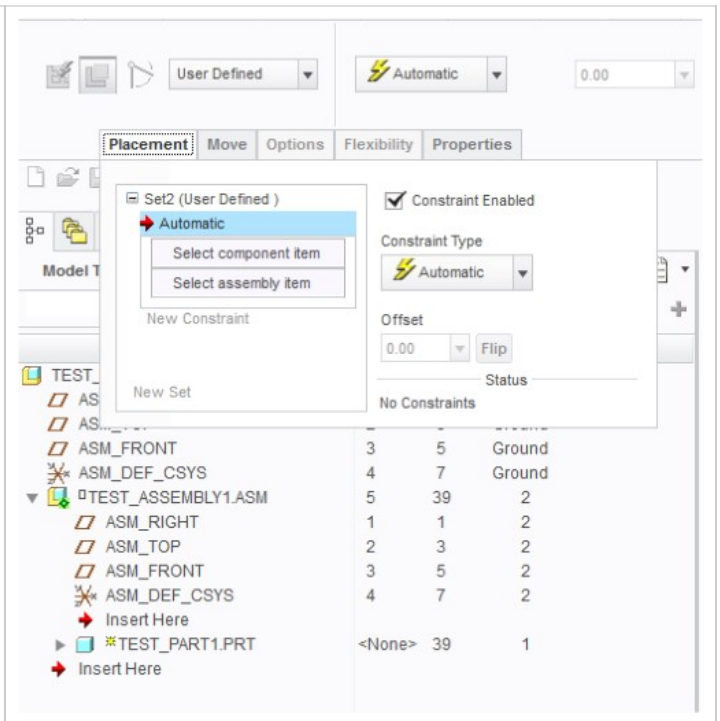 User Defined
Automatic
0.00
Placement Move Options Flexibility Properties
Set2 (User Defined )
Automatic
Select component item
Select assembly item
New Constraint
New Set
Constraint Enabled
Constraint Type
Automatic
Offset
0.00 Flip
Status
No Constraints
Model T
TEST_
AS
AS
ASM_FRONT 3 5 Ground
ASM_DEF_CSYS 4 7 Ground
TEST_ASSEMBLY1.ASM 5 39 2
ASM_RIGHT 1 1 2
ASM_TOP 2 3 2
ASM_FRONT 3 5 2
ASM_DEF_CSYS 4 7 2
Insert Here
TEST_PART1.PRT <None> 39 1
Insert Here